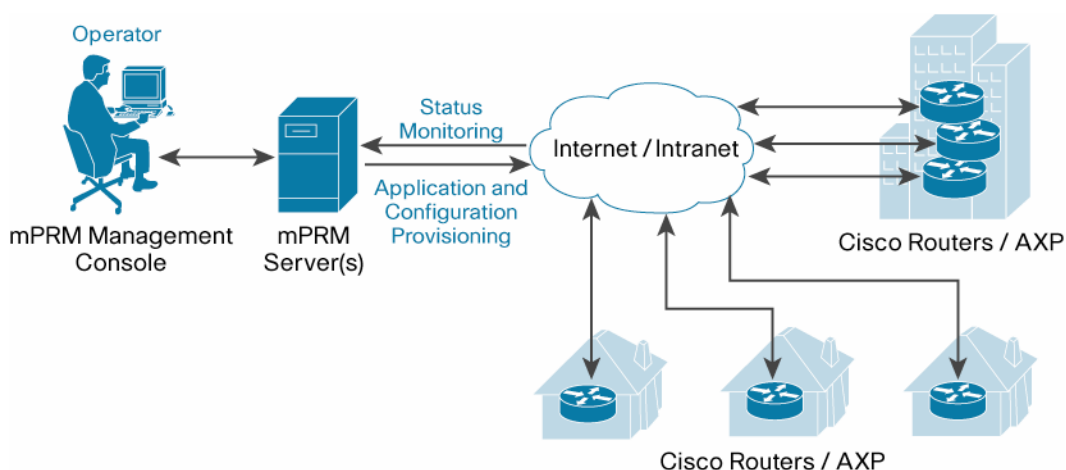 Operator
mPRM Management
Console
mPRM
Server(s)
Status
Monitoring
Application and
Configuration
Provisioning
Internet / Intranet
Cisco Routers / AXP
Cisco Routers / AXP